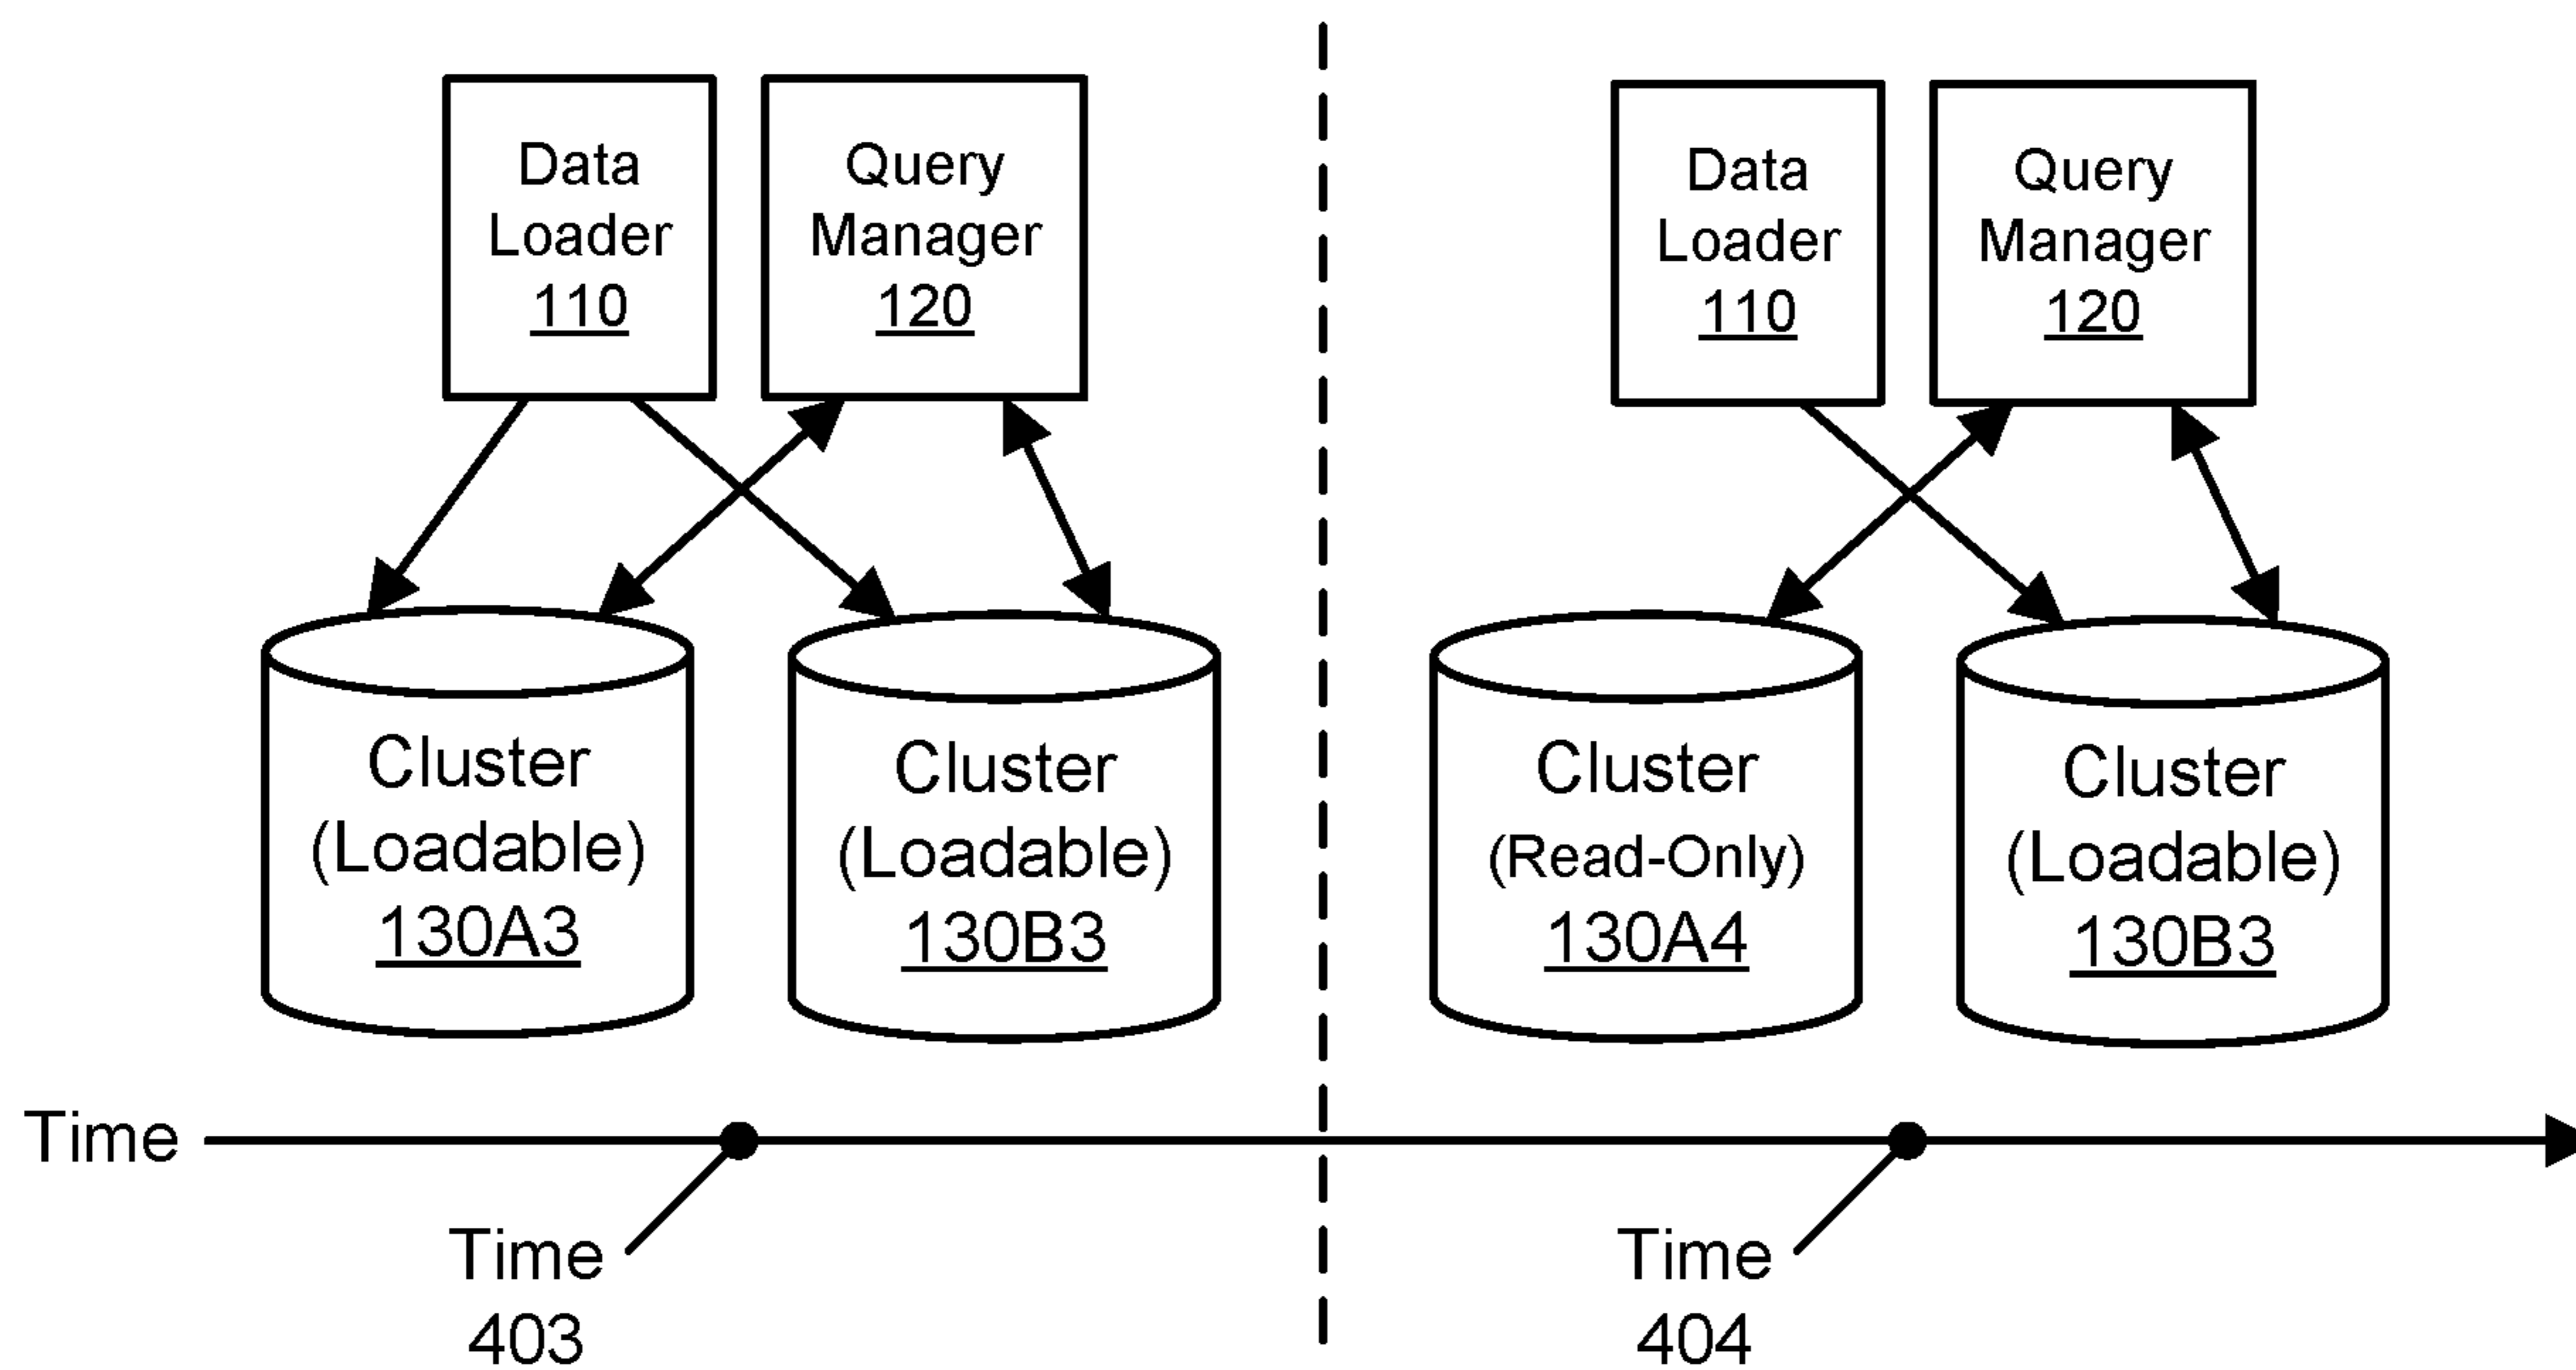 Data
Loader
110
Query
Manager
120
Cluster
(Loadable)
130A3
Cluster
(Loadable)
130B3
Data
Loader
110
Query
Manager
120
Cluster
(Read-Only)
130A4
Cluster
(Loadable)
130B3
Time
Time
403
Time
404